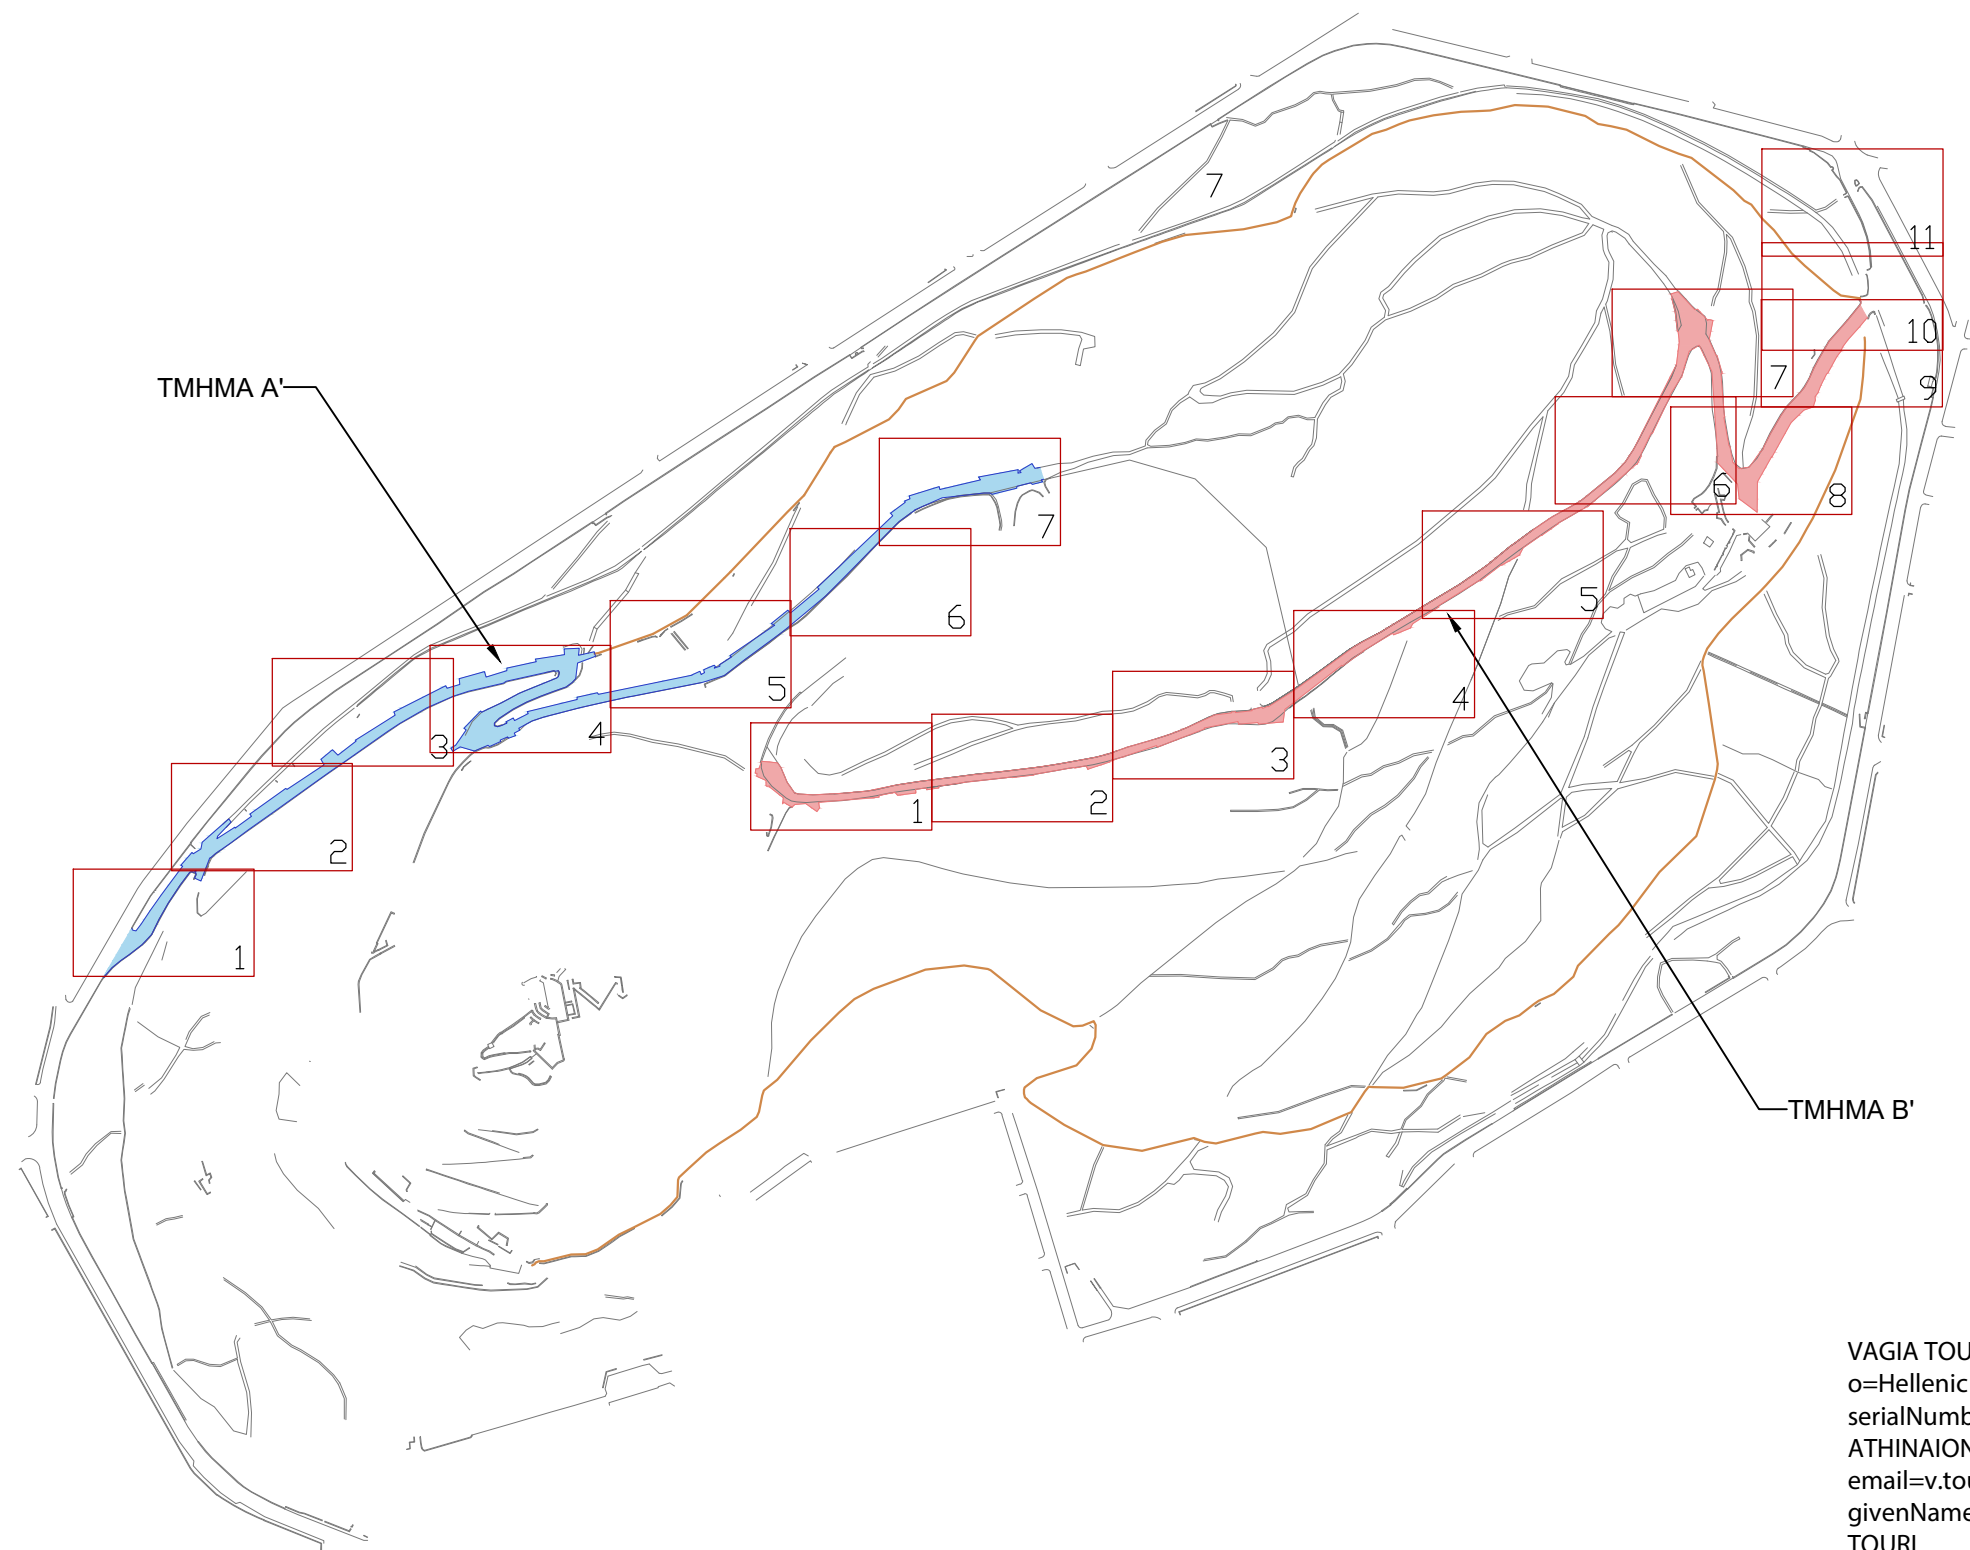 7
11
10
9
7
6
8
5
4
3
2
1
TMHMA A'
7
6
5
4
3
2
1
TMHMA B'
VAGIA TOU
o=Hellenic
serialNumb
ATHINAION
email=v.tou
givenName
TOURI